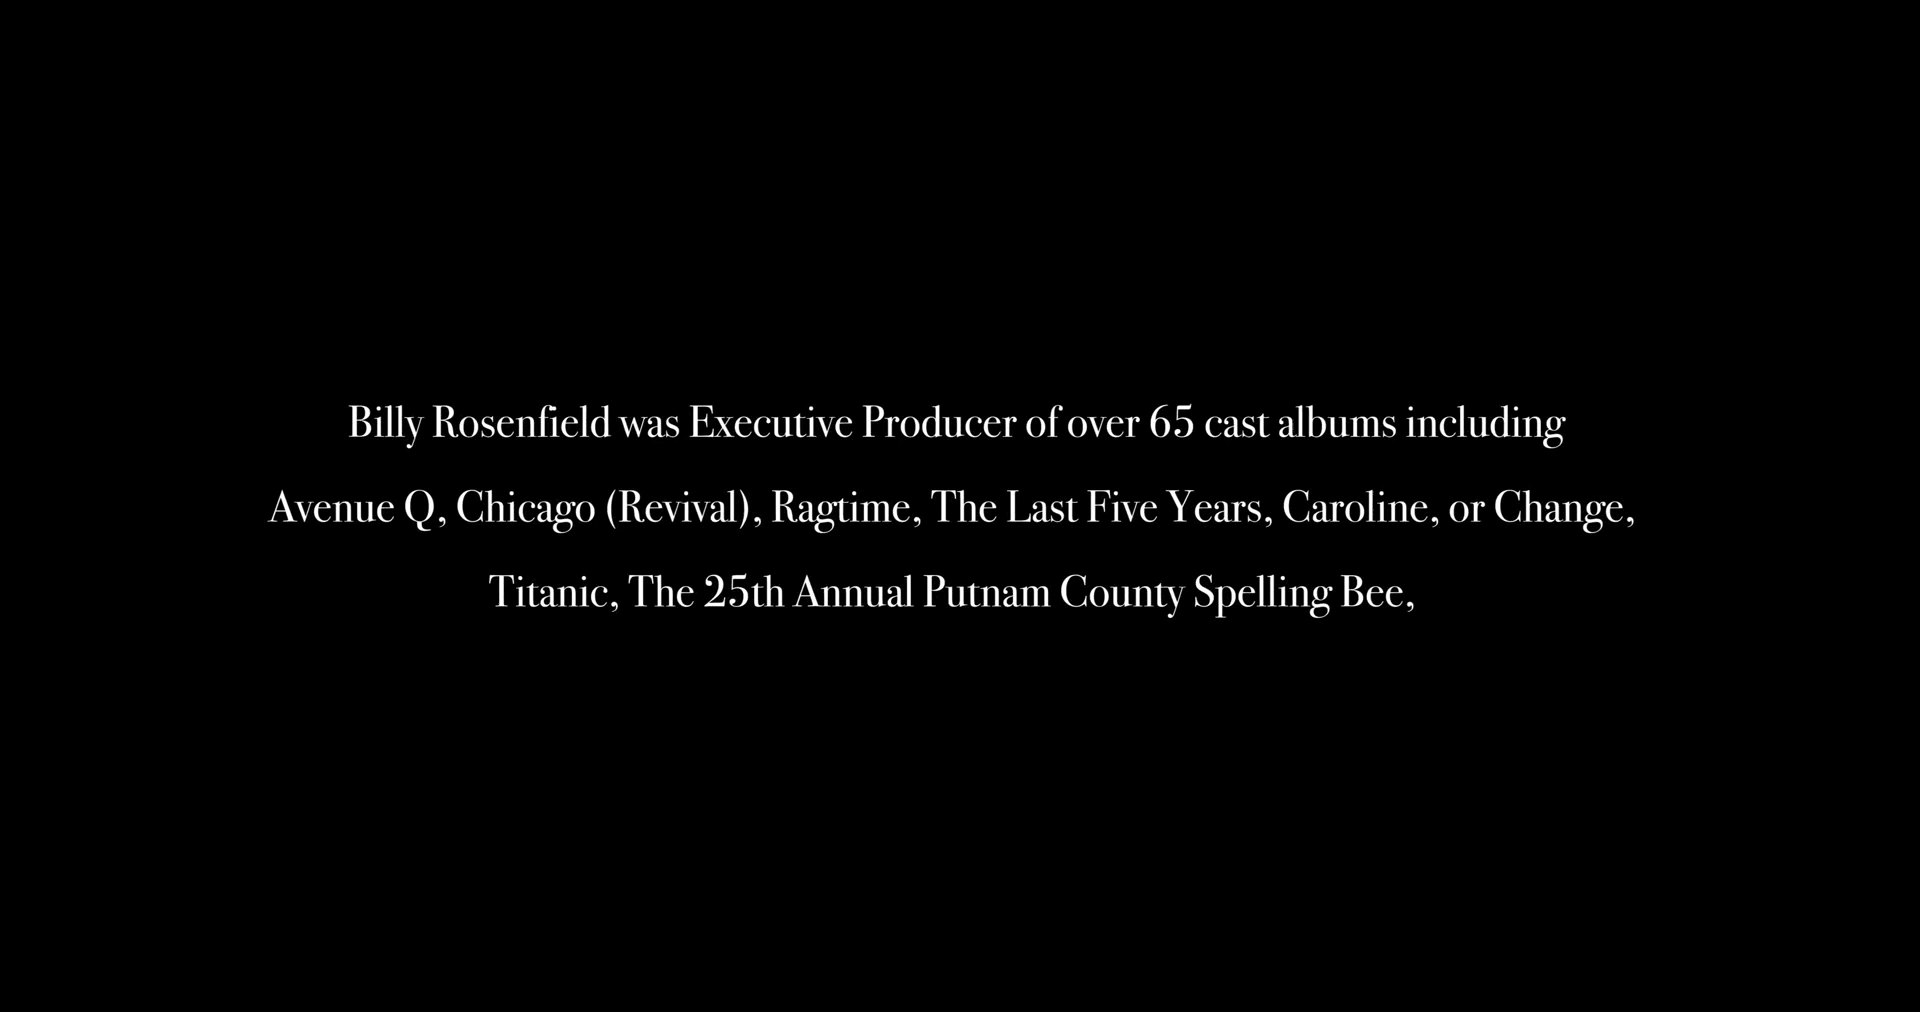 Billy Rosenfield was Executive Producer of over 65 cast albums including
Avenue Q, Chicago (Revival), Ragtime, The Last Five Years, Caroline, or Change,
Titanic, The 25th Annual Putnam County Spelling Bee,